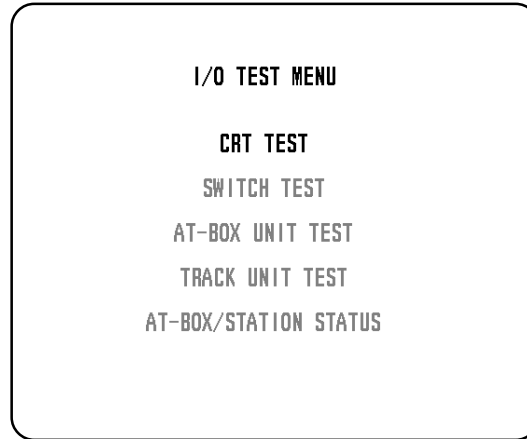 I/O TEST MENU
CRT TEST
SWITCH TEST
AT-BOX UNIT TEST
TRACK UNIT TEST
AT-BOX/STATION STATUS